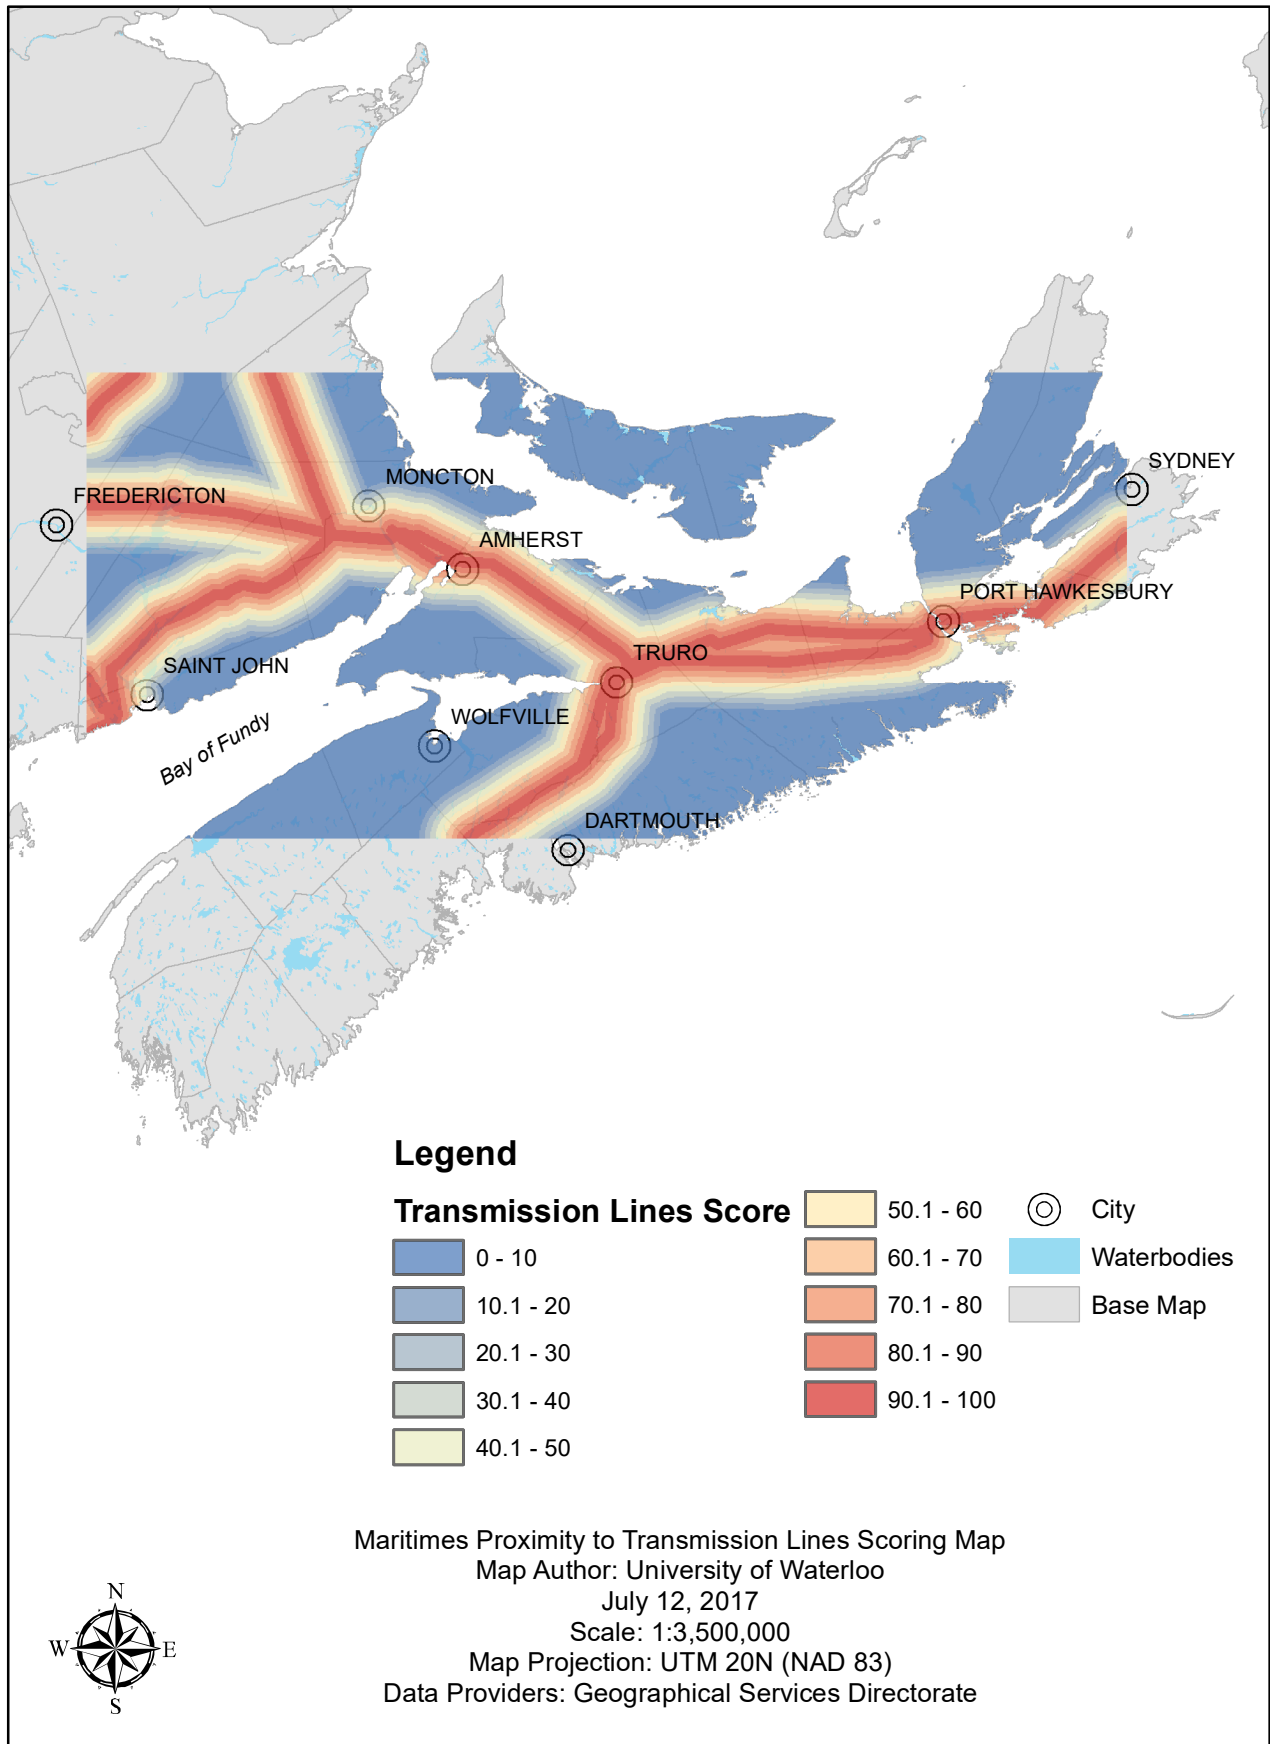 SYDNEY
MONCTON
FREDERICTON
AMHERST
PORT HAWKESBURY
TRURO
SAINT JOHN
WOLFVILLE
Bay of Fundy
DARTMOUTH
Legend
Transmission Lines Score
0 - 10
10.1 - 20
20.1 - 30
30.1 - 40
40.1 - 50
50.1 - 60
60.1 - 70
70.1 - 80
80.1 - 90
90.1 - 100
City
Waterbodies
Base Map
Maritimes Proximity to Transmission Lines Scoring Map
Map Author: University of Waterloo
July 12, 2017
Scale: 1:3,500,000
Map Projection: UTM 20N (NAD 83)
Data Providers: Geographical Services Directorate
N
W E
S